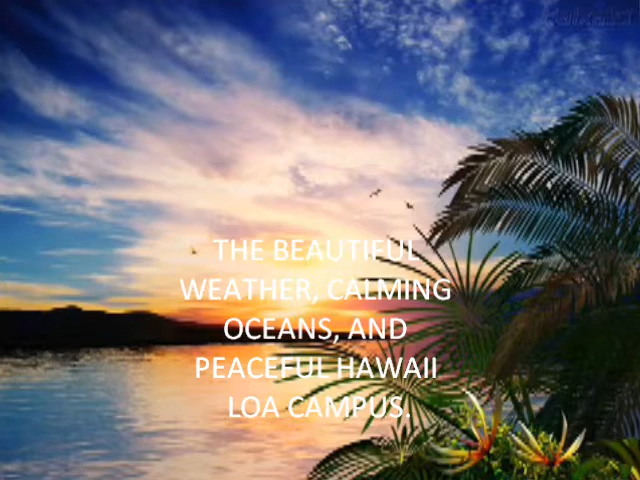 THE BEAUTIFUL
WEATHER, CALMING
OCEANS, AND
PEACEFUL HAWAII
LOA CAMPUS.